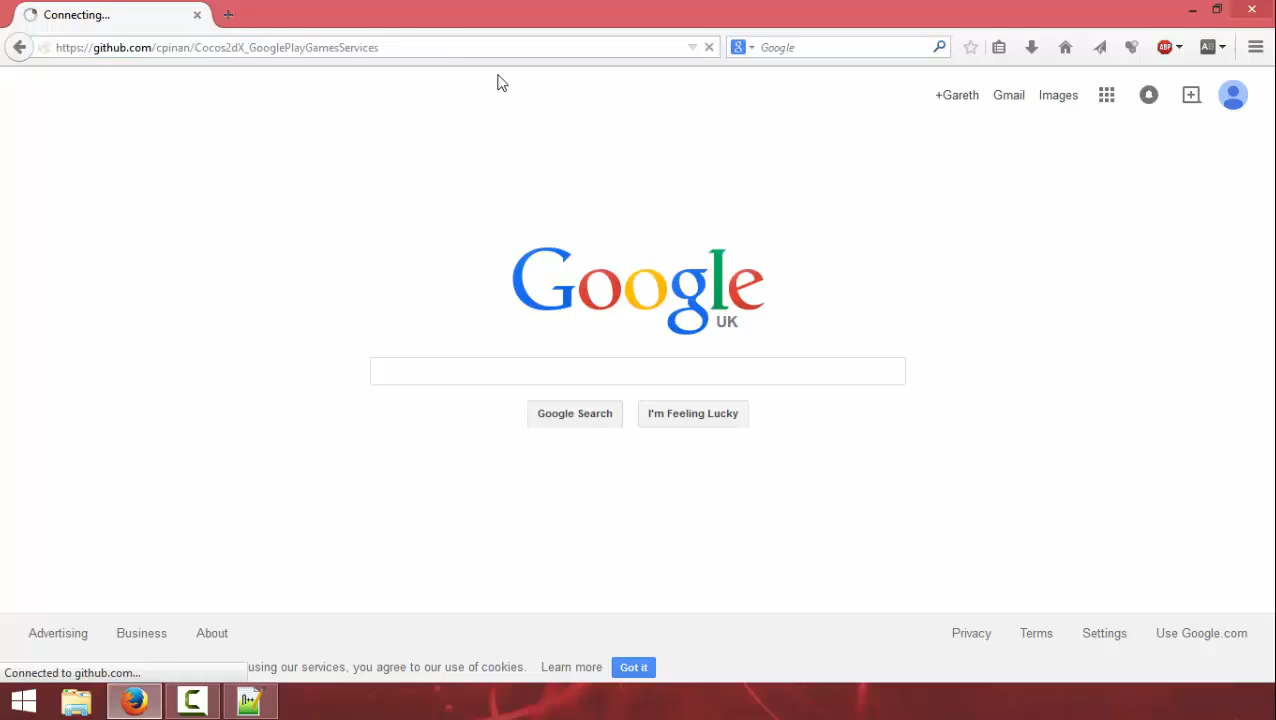 Connecting...
https://github.com/cpinan/Cocos2dX_GooglePlayGamesServices
Google
+Gareth Gmail Images
Google
UK
Google Search I'm Feeling Lucky
Advertising Business About Privacy Terms Settings Use Google.com
using our services, you agree to our use of cookies. Learn more Got it
Connected to github.com...